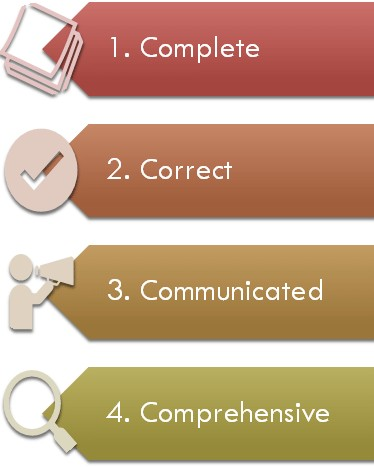 1. Complete
2. Correct
3. Communicated
4. Comprehensive